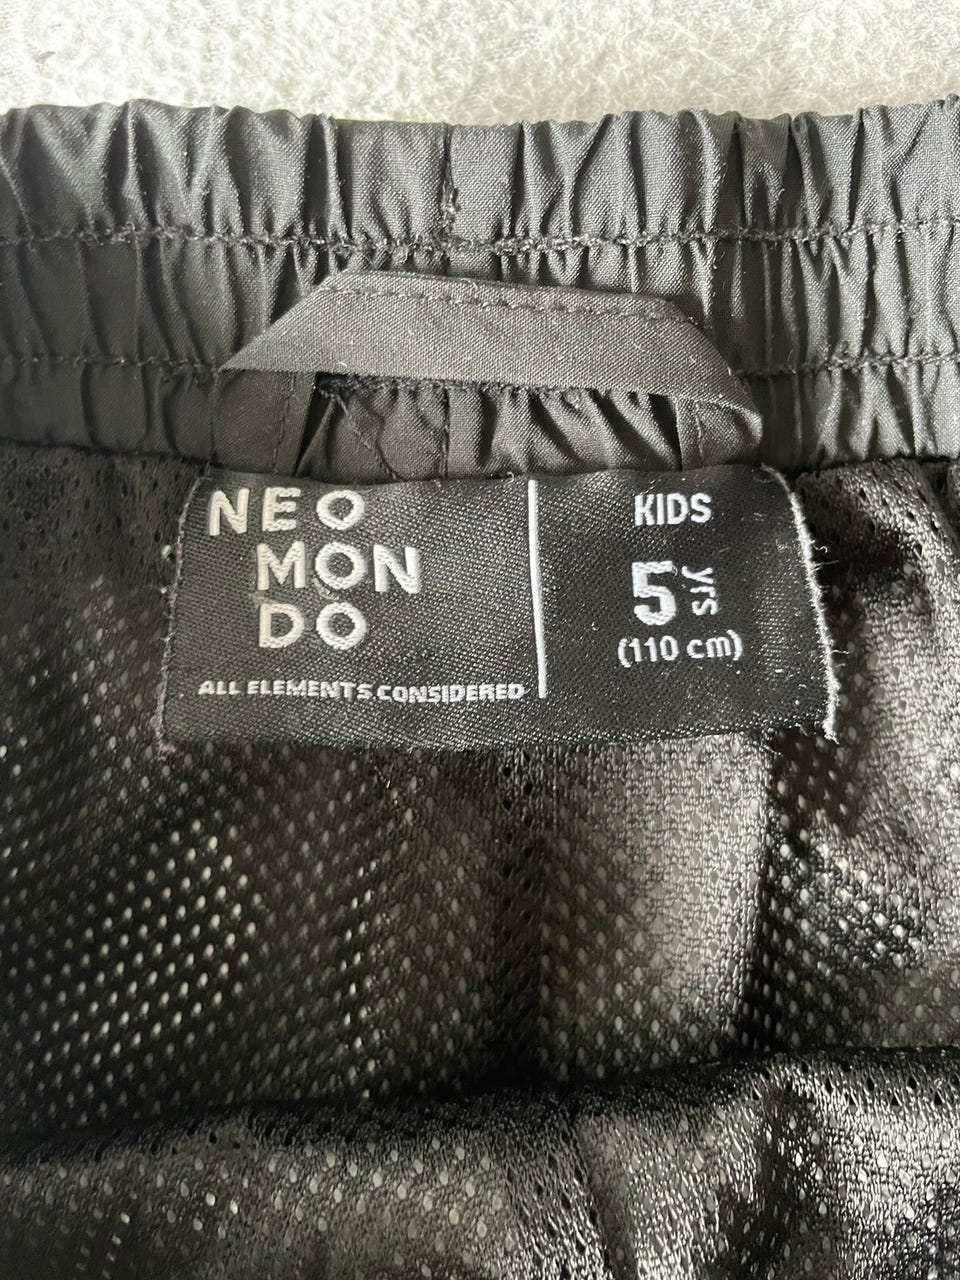 NEO
MON
DO
ALL ELEMENTS CONSIDERED
KIDS
5 yrs
(110 cm)